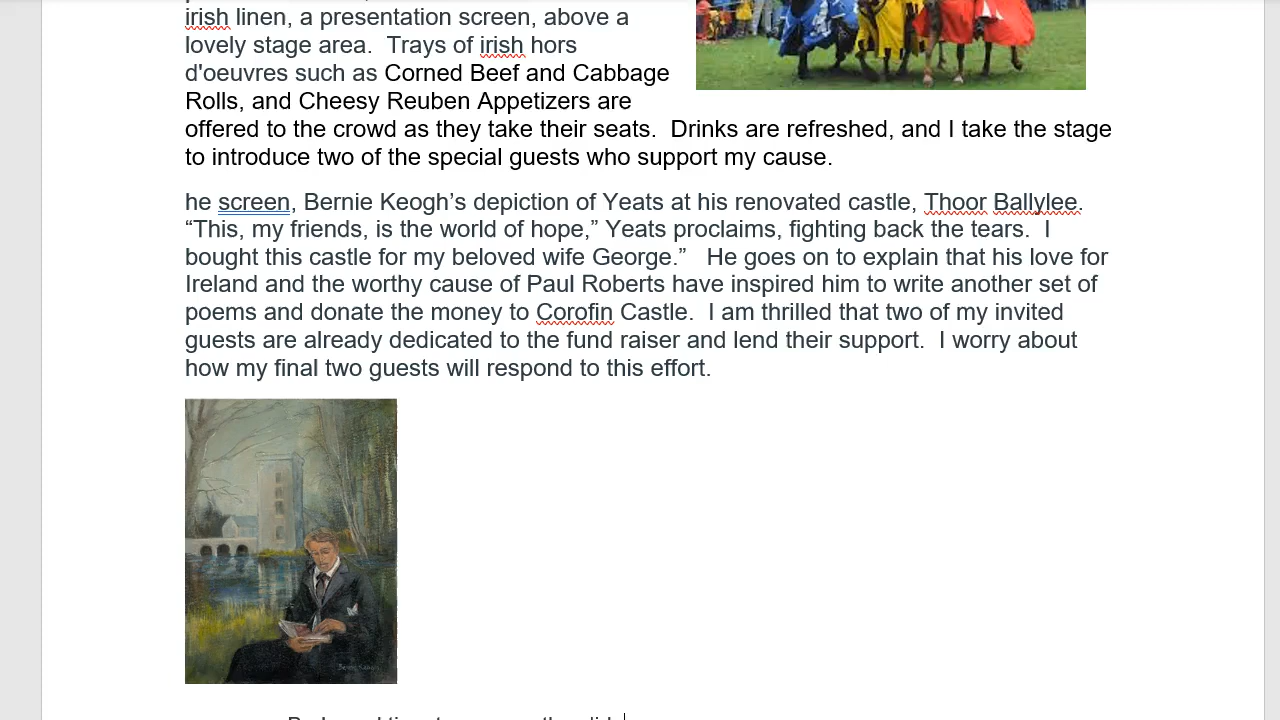 irish linen, a presentation screen, above a
lovely stage area.  Trays of irish hors
d'oeuvres such as Corned Beef and Cabbage
Rolls, and Cheesy Reuben Appetizers are
offered to the crowd as they take their seats.  Drinks are refreshed, and I take the stage
to introduce two of the special guests who support my cause.
he screen, Bernie Keogh’s depiction of Yeats at his renovated castle, Thoor Ballylee.
“This, my friends, is the world of hope,” Yeats proclaims, fighting back the tears.  I
bought this castle for my beloved wife George.”   He goes on to explain that his love for
Ireland and the worthy cause of Paul Roberts have inspired him to write another set of
poems and donate the money to Corofin Castle.  I am thrilled that two of my invited
guests are already dedicated to the fund raiser and lend their support.  I worry about
how my final two guests will respond to this effort.